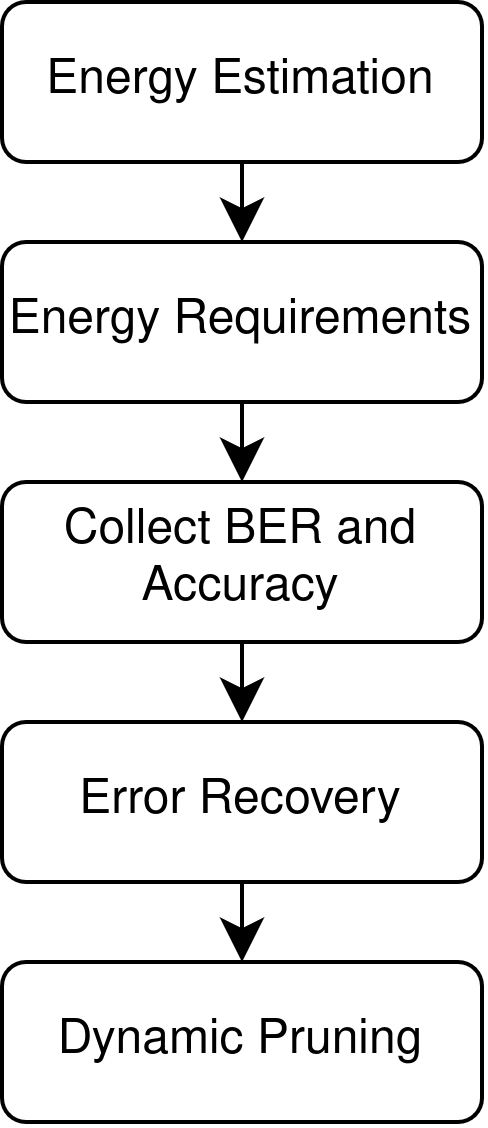 Energy Estimation
Energy Requirements
Collect BER and
Accuracy
Error Recovery
Dynamic Pruning